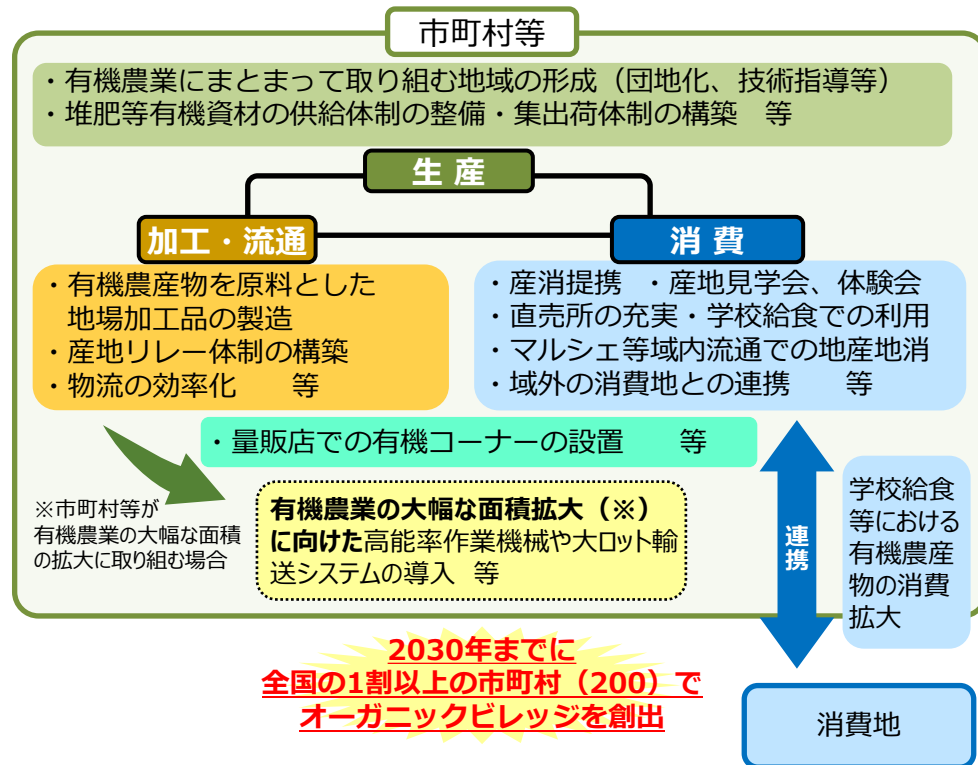 市町村等
・有機農業にまとまって取り組む地域の形成（団地化、技術指導等）
・堆肥等有機資材の供給体制の整備・集出荷体制の構築　等
生 産
加工・流通
・有機農産物を原料とした
地場加工品の製造
・産地リレー体制の構築
・物流の効率化　　等
消 費
・産消提携　・産地見学会、体験会
・直売所の充実・学校給食での利用
・マルシェ等域内流通での地産地消
・域外の消費地との連携　　等
・量販店での有機コーナーの設置　　等
※市町村等が
有機農業の大幅な面積
の拡大に取り組む場合
有機農業の大幅な面積拡大（※）
に向けた高能率作業機械や大ロット輸
送システムの導入　等
連携
学校給食
等における
有機農産
物の消費
拡大
2030年までに
全国の1割以上の市町村（200）で
オーガニックビレッジを創出
消費地